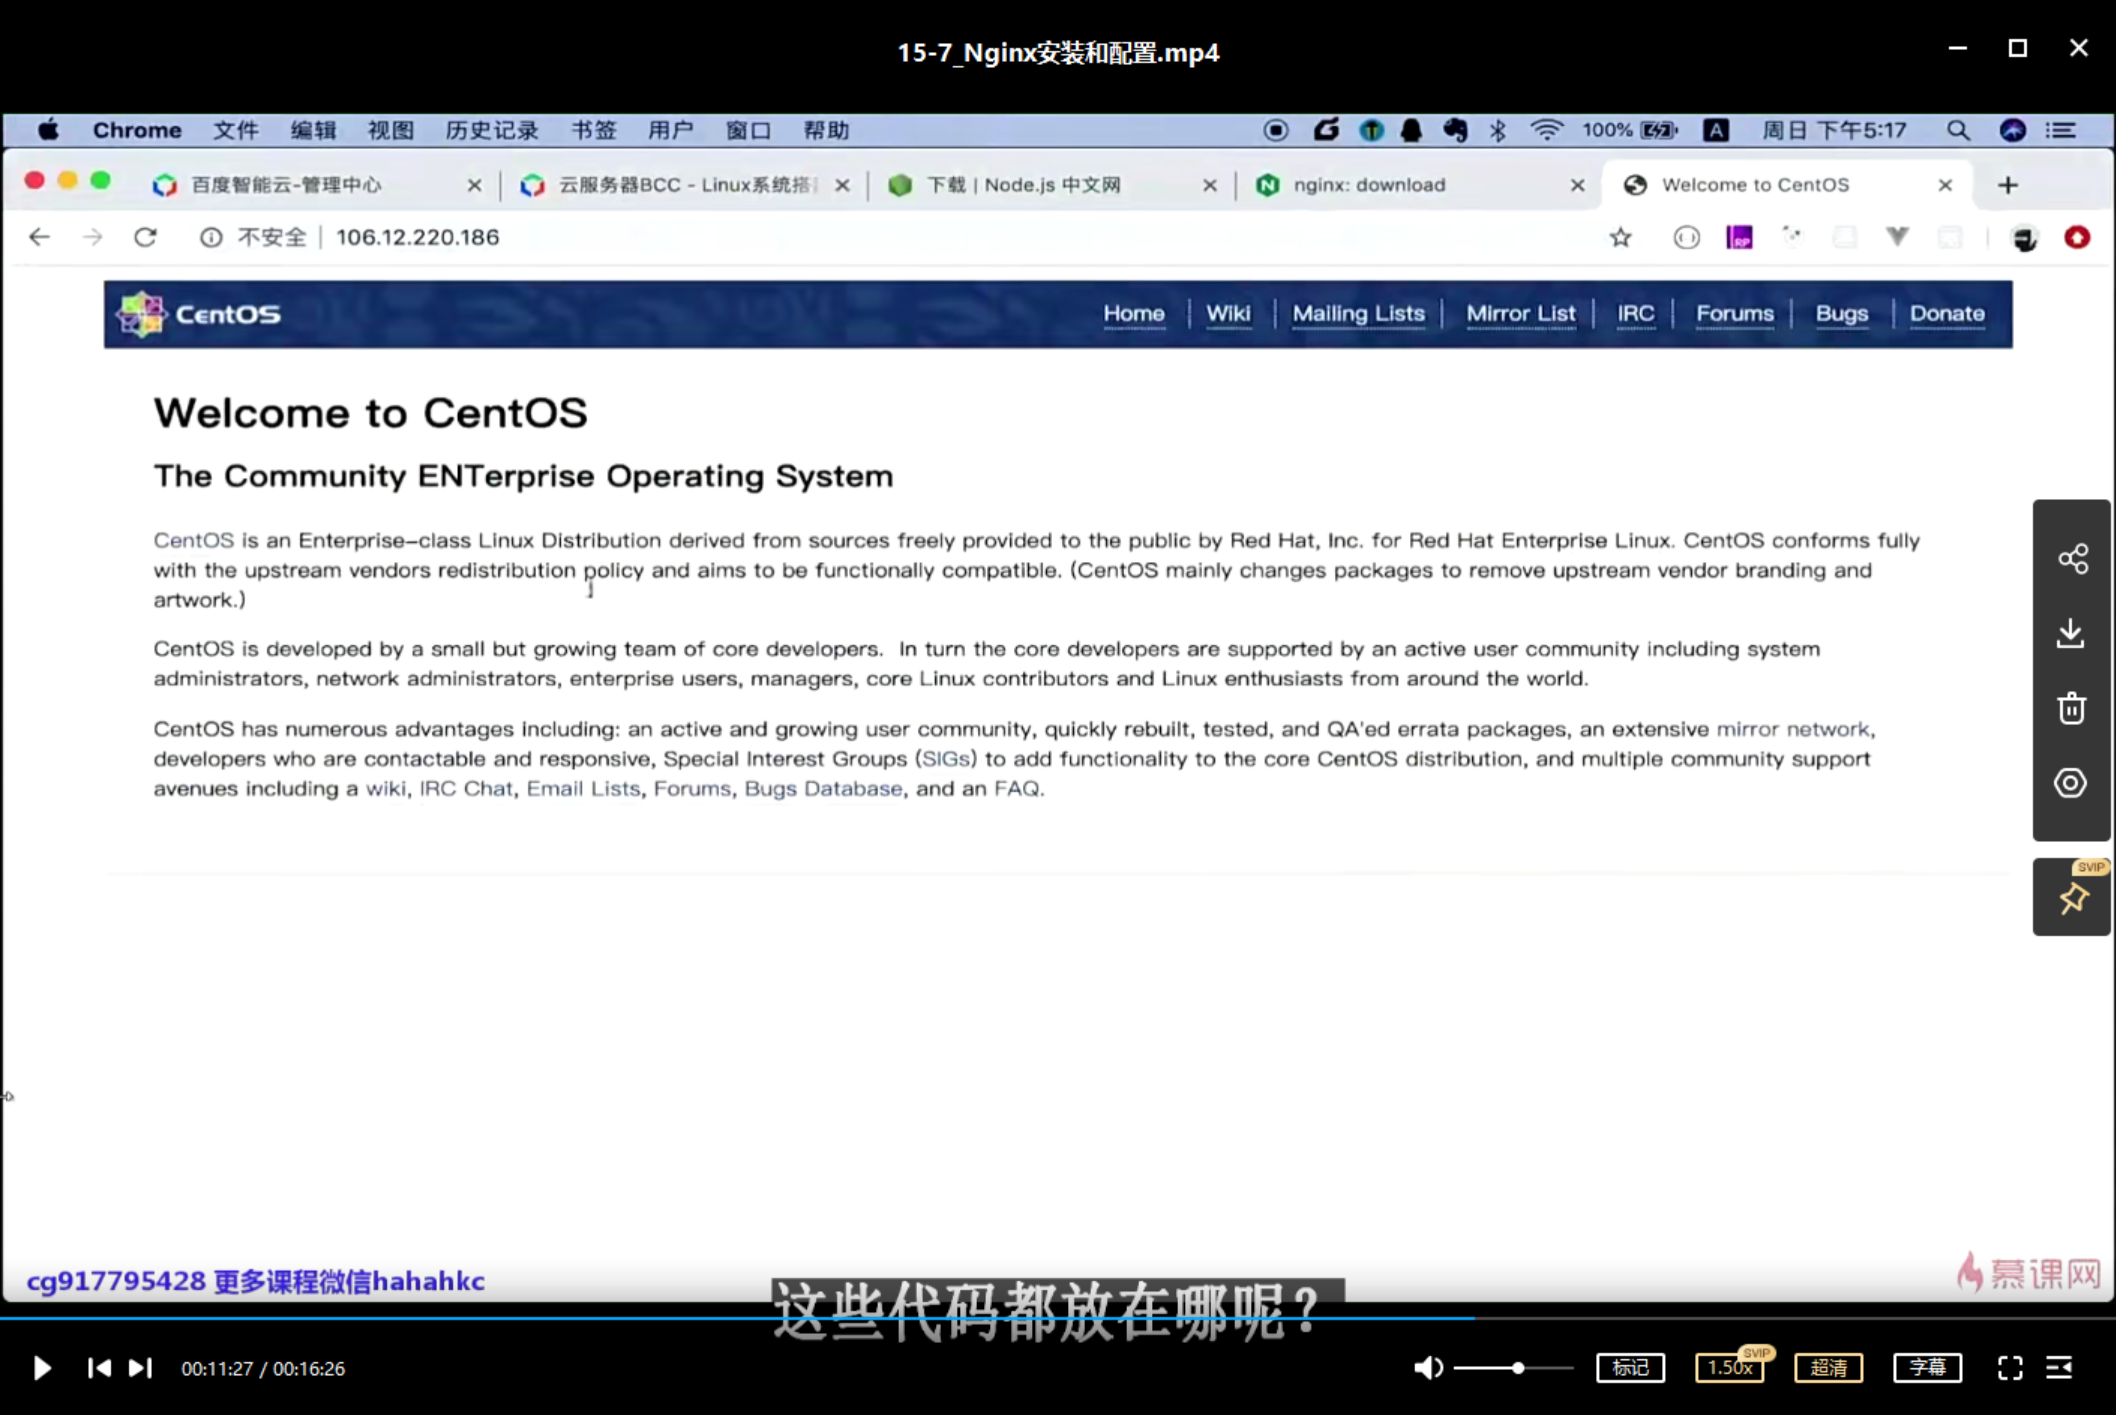 15-7_Nginx安装和配置.mp4
Chrome 文件 编辑 视图 历史记录 书签 用户 窗口 帮助 100% A 周日 下午5:17
百度智能云-管理中心 云服务器BCC - Linux系统搭建 下载 | Node.js 中文网 nginx: download Welcome to CentOS
不安全 106.12.220.186 RP
CentOS Home Wiki Mailing Lists Mirror List IRC Forums Bugs Donate
Welcome to CentOS
The Community ENTerprise Operating System
CentOS is an Enterprise-class Linux Distribution derived from sources freely provided to the public by Red Hat, Inc. for Red Hat Enterprise Linux. CentOS conforms fully
with the upstream vendors redistribution policy and aims to be functionally compatible. (CentOS mainly changes packages to remove upstream vendor branding and
artwork.)
CentOS is developed by a small but growing team of core developers. In turn the core developers are supported by an active user community including system
administrators, network administrators, enterprise users, managers, core Linux contributors and Linux enthusiasts from around the world.
CentOS has numerous advantages including: an active and growing user community, quickly rebuilt, tested, and QA'ed errata packages, an extensive mirror network,
developers who are contactable and responsive, Special Interest Groups (SIGs) to add functionality to the core CentOS distribution, and multiple community support
avenues including a wiki, IRC Chat, Email Lists, Forums, Bugs Database, and an FAQ.
SVIP
慕课网
cg917795428 更多课程微信hahahkc
这些代码都放在哪呢？
00:11:27 / 00:16:26 标记 1.50x SVIP 超清 字幕